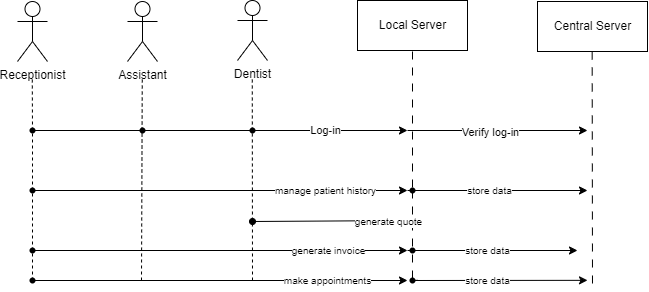 Local Server
Central Server
Receptionist
Assistant
Dentist
Log-in
Verify log-in
manage patient history
store data
generate quote
generate invoice
store data
make appointments
store data